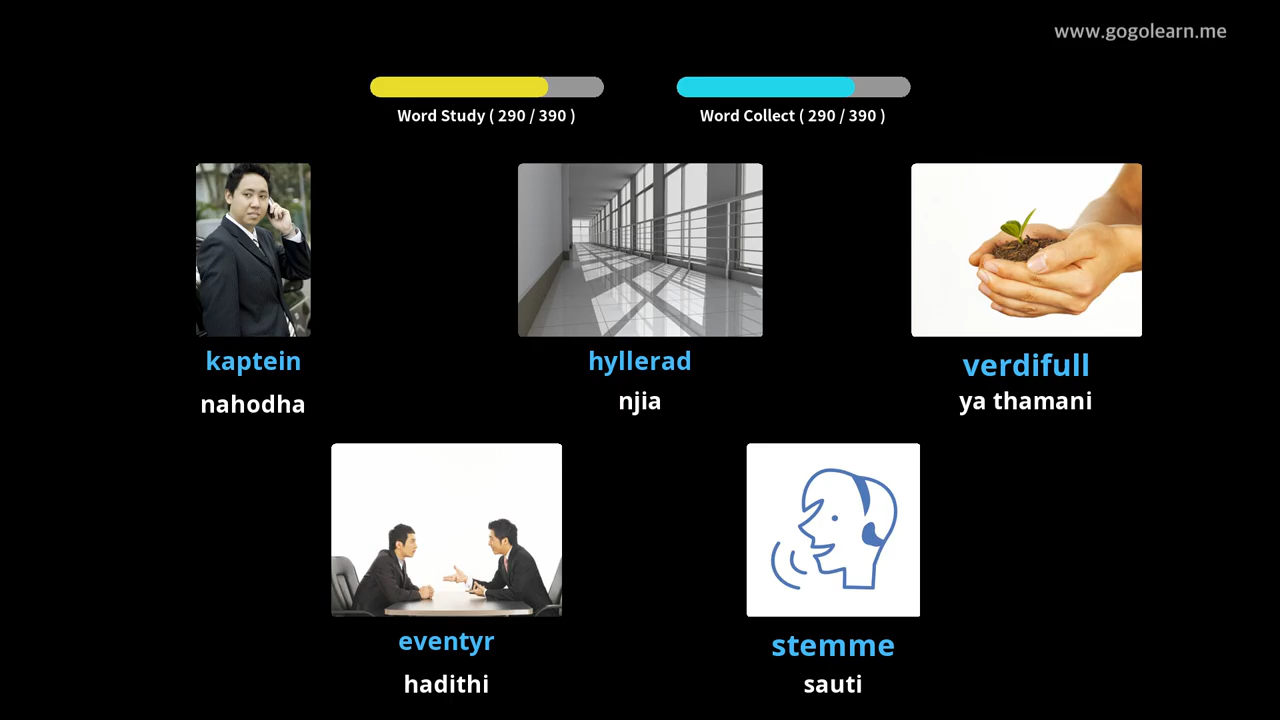 www.gogolearn.me
Word Study ( 290 / 390 )
Word Collect ( 290 / 390 )
kaptein
nahodha
hyllerad
njia
verdifull
ya thamani
eventyr
hadithi
stemme
sauti